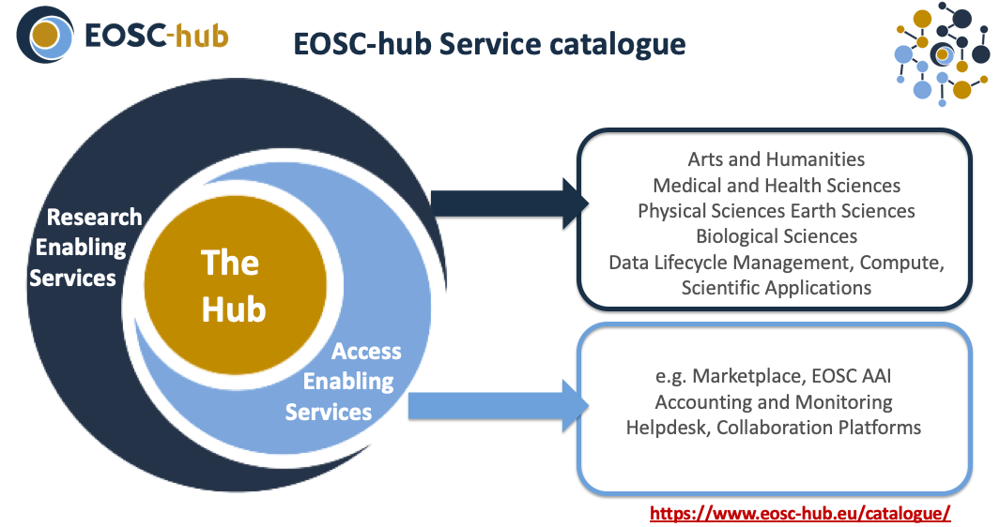 EOSC-hub
EOSC-hub Service catalogue
Research
Enabling
Services
The
Hub
Access
Enabling
Services
Arts and Humanities
Medical and Health Sciences
Physical Sciences Earth Sciences
Biological Sciences
Data Lifecycle Management, Compute,
Scientific Applications
e.g. Marketplace, EOSC AAI
Accounting and Monitoring
Helpdesk, Collaboration Platforms
https://www.eosc-hub.eu/catalogue/